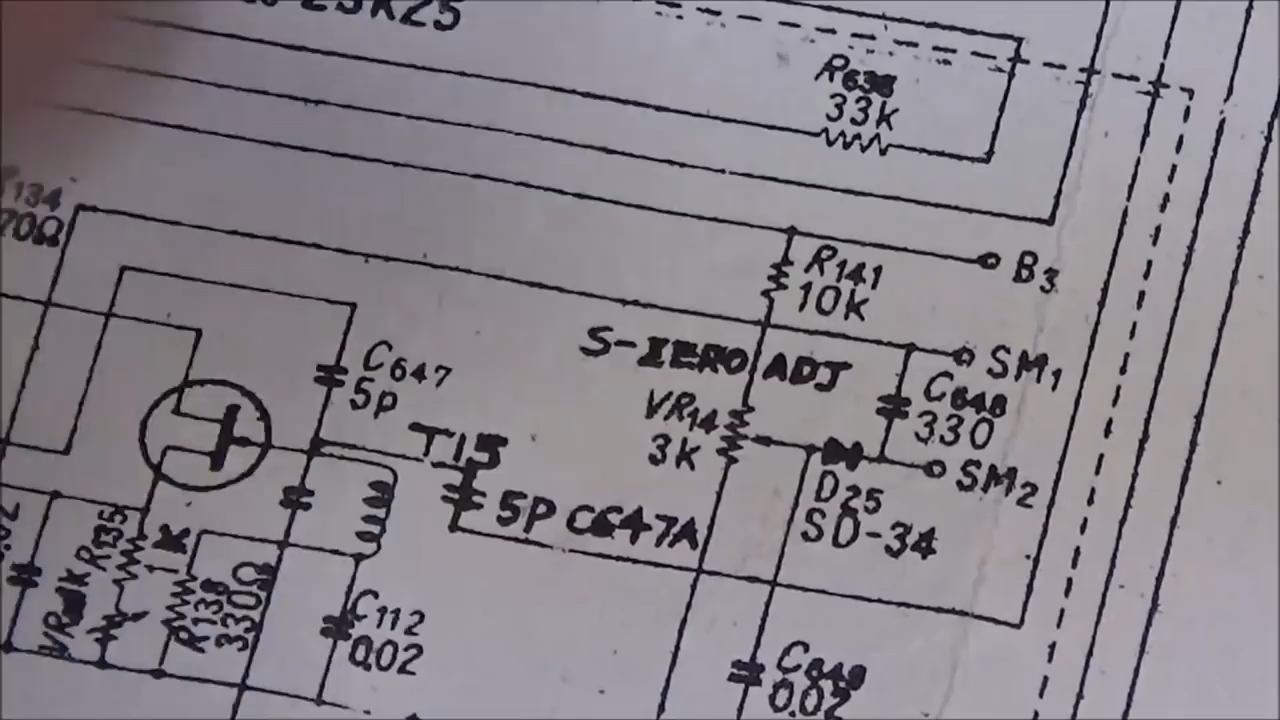 2SK25
R638
33K
B3
R141
10K
S-ZERO ADJ
SM1
C648
330
VR14
3K
SM2
D25
SD-34
C647
5P
T15
5P C647A
R135
1K
R138
330Ω
C112
0.02
C649
0.02